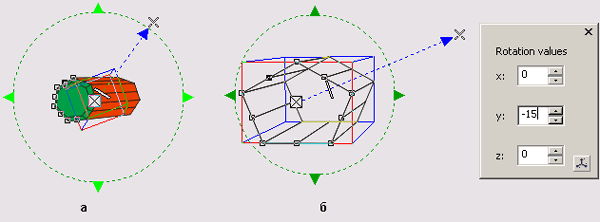 Rotation values
x: 0
y: -15
z: 0
а б